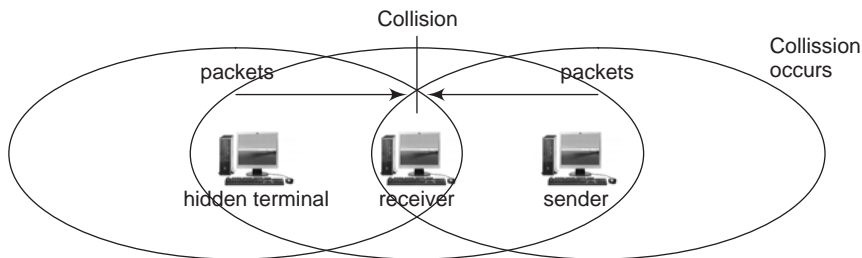 Collision
packets
packets
Collission
occurs
hidden terminal
receiver
sender